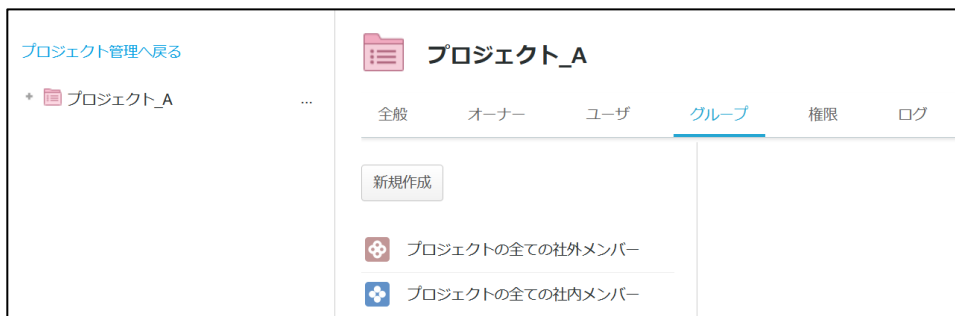 プロジェクト管理へ戻る
プロジェクト_A
...
プロジェクト_A
全般 オーナー ユーザ グループ 権限 ログ
新規作成
プロジェクトの全ての社外メンバー
プロジェクトの全ての社内メンバー